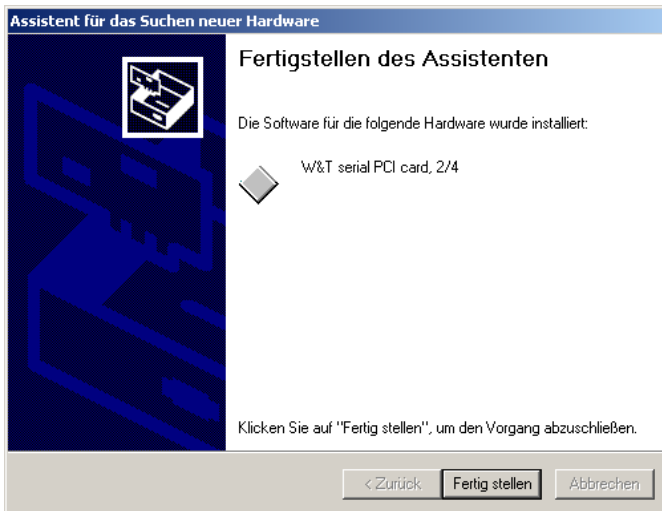 Assistent für das Suchen neuer Hardware
Fertigstellen des Assistenten
Die Software für die folgende Hardware wurde installiert:
W&T serial PCI card, 2/4
Klicken Sie auf "Fertig stellen", um den Vorgang abzuschließen.
< Zurück
Fertig stellen
Abbrechen